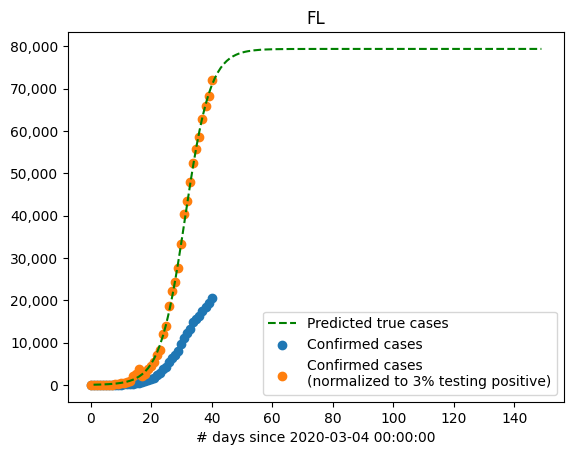 FL
80,000
70,000
60,000
50,000
40,000
30,000
20,000
10,000
0
Predicted true cases
Confirmed cases
Confirmed cases
(normalized to 3% testing positive)
0 20 40 60 80 100 120 140
# days since 2020-03-04 00:00:00